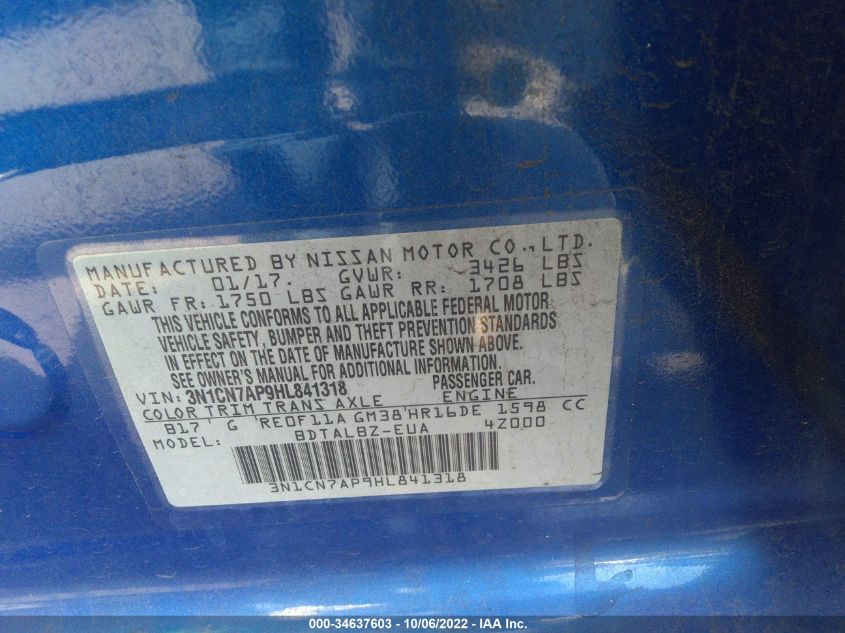 MANUFACTURED BY NISSAN MOTOR CO.,LTD.
DATE: 01/17. GVWR: 3426 LBS
GAWR FR: 1750 LBS GAWR RR: 1708 LBS
THIS VEHICLE CONFORMS TO ALL APPLICABLE FEDERAL MOTOR
VEHICLE SAFETY, BUMPER AND THEFT PREVENTION STANDARDS
IN EFFECT ON THE DATE OF MANUFACTURE SHOWN ABOVE.
SEE OWNER'S MANUAL FOR ADDITIONAL INFORMATION.
VIN: 3N1CN7AP9HL841318 PASSENGER CAR.
COLOR TRIM TRANS AXLE ENGINE
B17 G RE0F11A GM38 HR16DE 1598 CC
MODEL: BDTALBZ-EUA 4Z000
3N1CN7AP9HL841318
000-34637603 - 10/06/2022 - IAA Inc.